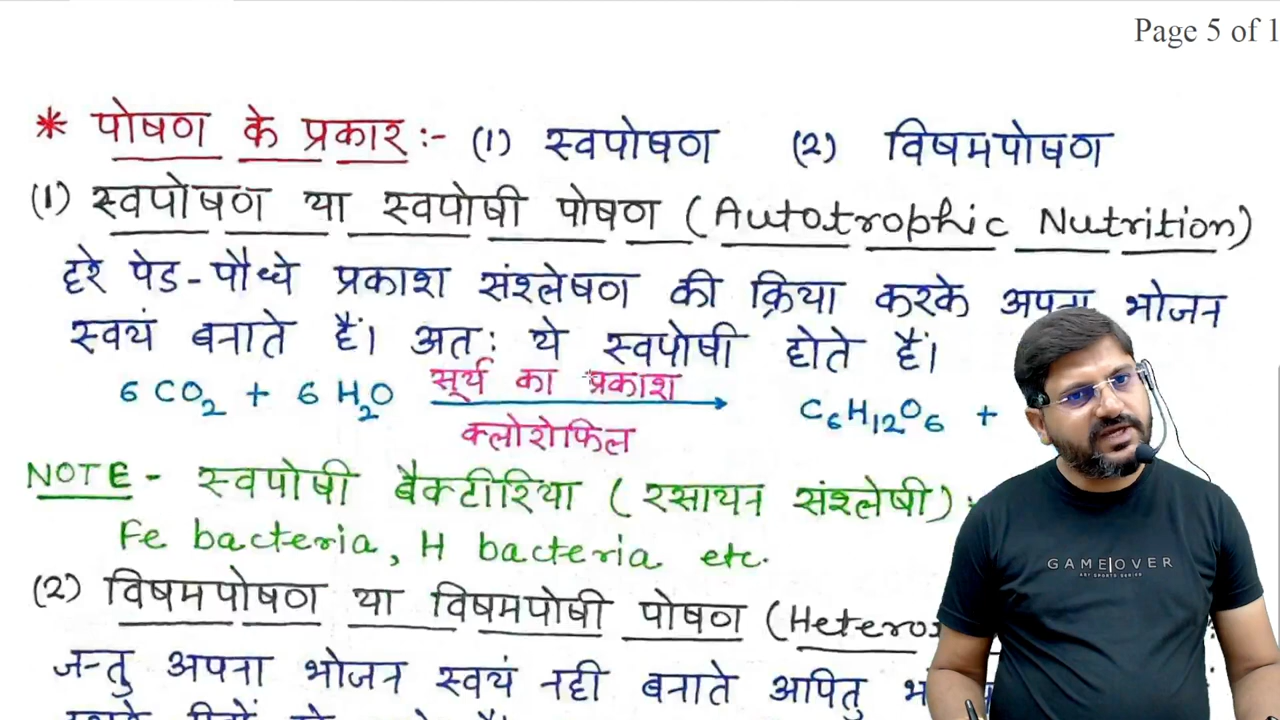 Page 5 of 1
* पोषण के प्रकार :- (1) स्वपोषण (2) विषमपोषण
(1) स्वपोषण या स्वपोषी पोषण (Autotrophic Nutrition)
हरे पेड-पौधे प्रकाश संश्लेषण की क्रिया करके अपना भोजन
स्वयं बनाते हैं। अतः ये स्वपोषी होते हैं।
6 CO₂ + 6 H₂O सूर्य का प्रकाश C₆H₁₂O₆ +
क्लोरोफिल
NOTE - स्वपोषी बैक्टीरिया (रसायन संश्लेषी) :
Fe bacteria, H bacteria etc.
(2) विषमपोषण या विषमपोषी पोषण (Hetero
जन्तु अपना भोजन स्वयं नही बनाते अपितु
GAME OVER